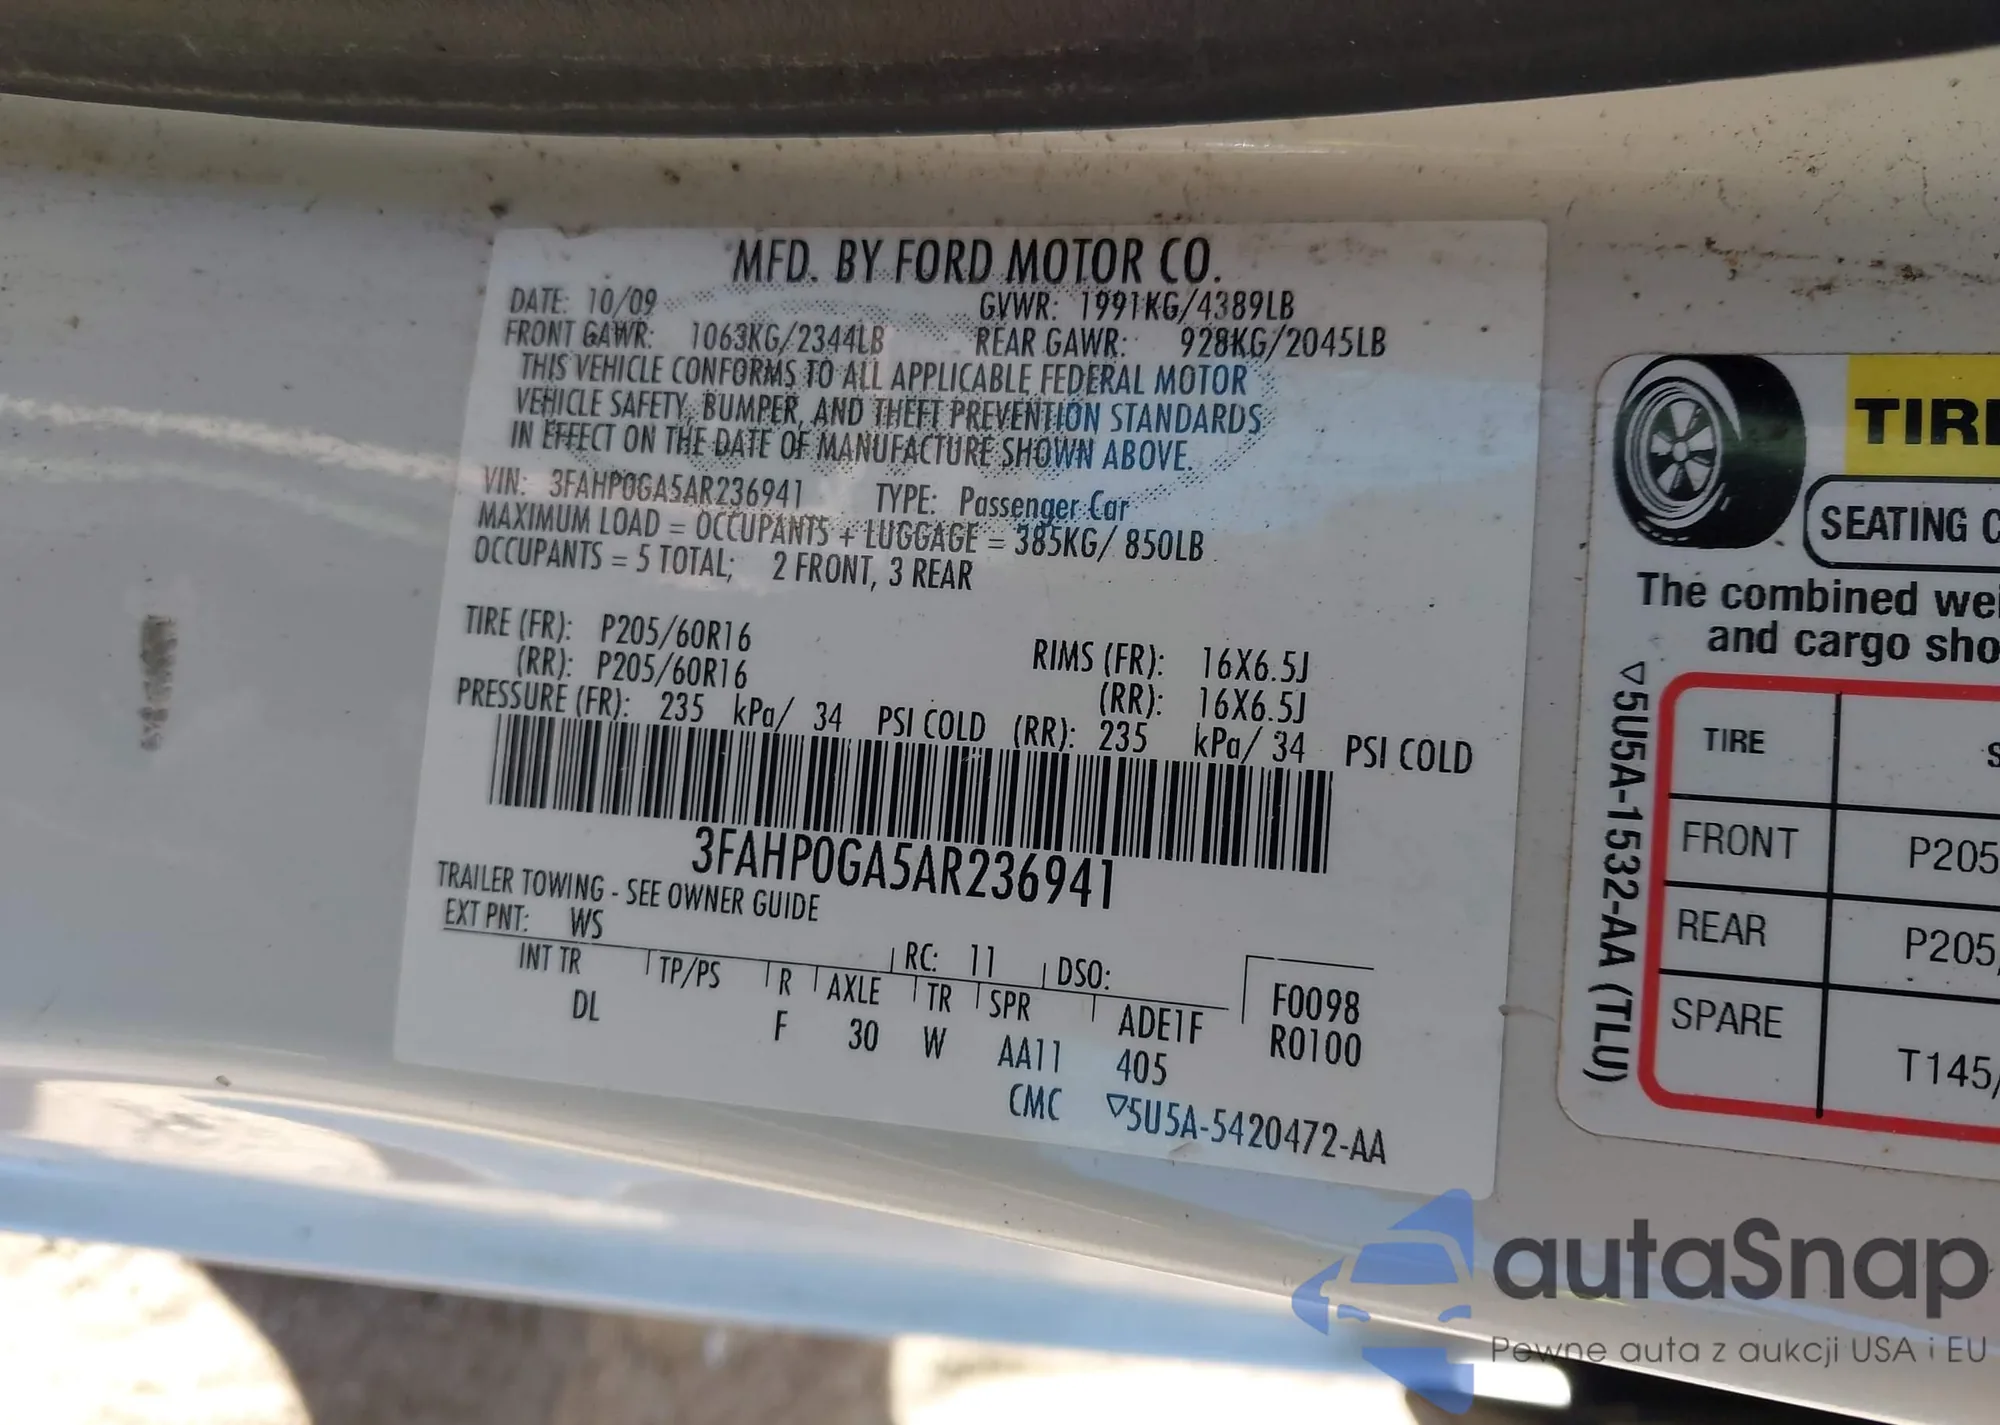 MFD. BY FORD MOTOR CO.
DATE: 10/09 GVWR: 1991KG/4389LB
FRONT GAWR: 1063KG/2344LB REAR GAWR: 928KG/2045LB
THIS VEHICLE CONFORMS TO ALL APPLICABLE FEDERAL MOTOR
VEHICLE SAFETY, BUMPER, AND THEFT PREVENTION STANDARDS
IN EFFECT ON THE DATE OF MANUFACTURE SHOWN ABOVE.
VIN: 3FAHP0GA5AR236941 TYPE: Passenger Car
MAXIMUM LOAD = OCCUPANTS + LUGGAGE = 385KG/ 850LB
OCCUPANTS = 5 TOTAL; 2 FRONT, 3 REAR
TIRE (FR): P205/60R16 RIMS (FR): 16X6.5J
(RR): P205/60R16 (RR): 16X6.5J
PRESSURE (FR): 235 kPa/ 34 PSI COLD (RR): 235 kPa/ 34 PSI COLD
3FAHP0GA5AR236941
TRAILER TOWING - SEE OWNER GUIDE
EXT PNT: WS RC: 11 DSO:
INT TR TP/PS R AXLE TR SPR ADE1F F0098
DL F 30 W AA11 405 R0100
CMC ▽5U5A-5420472-AA
TIRE
SEATING C
The combined wei
and cargo sho
▽5U5A-1532-AA (TLU)
TIRE S
FRONT P205
REAR P205/
SPARE T145/
autaSnap
Pewne auta z aukcji USA i EU